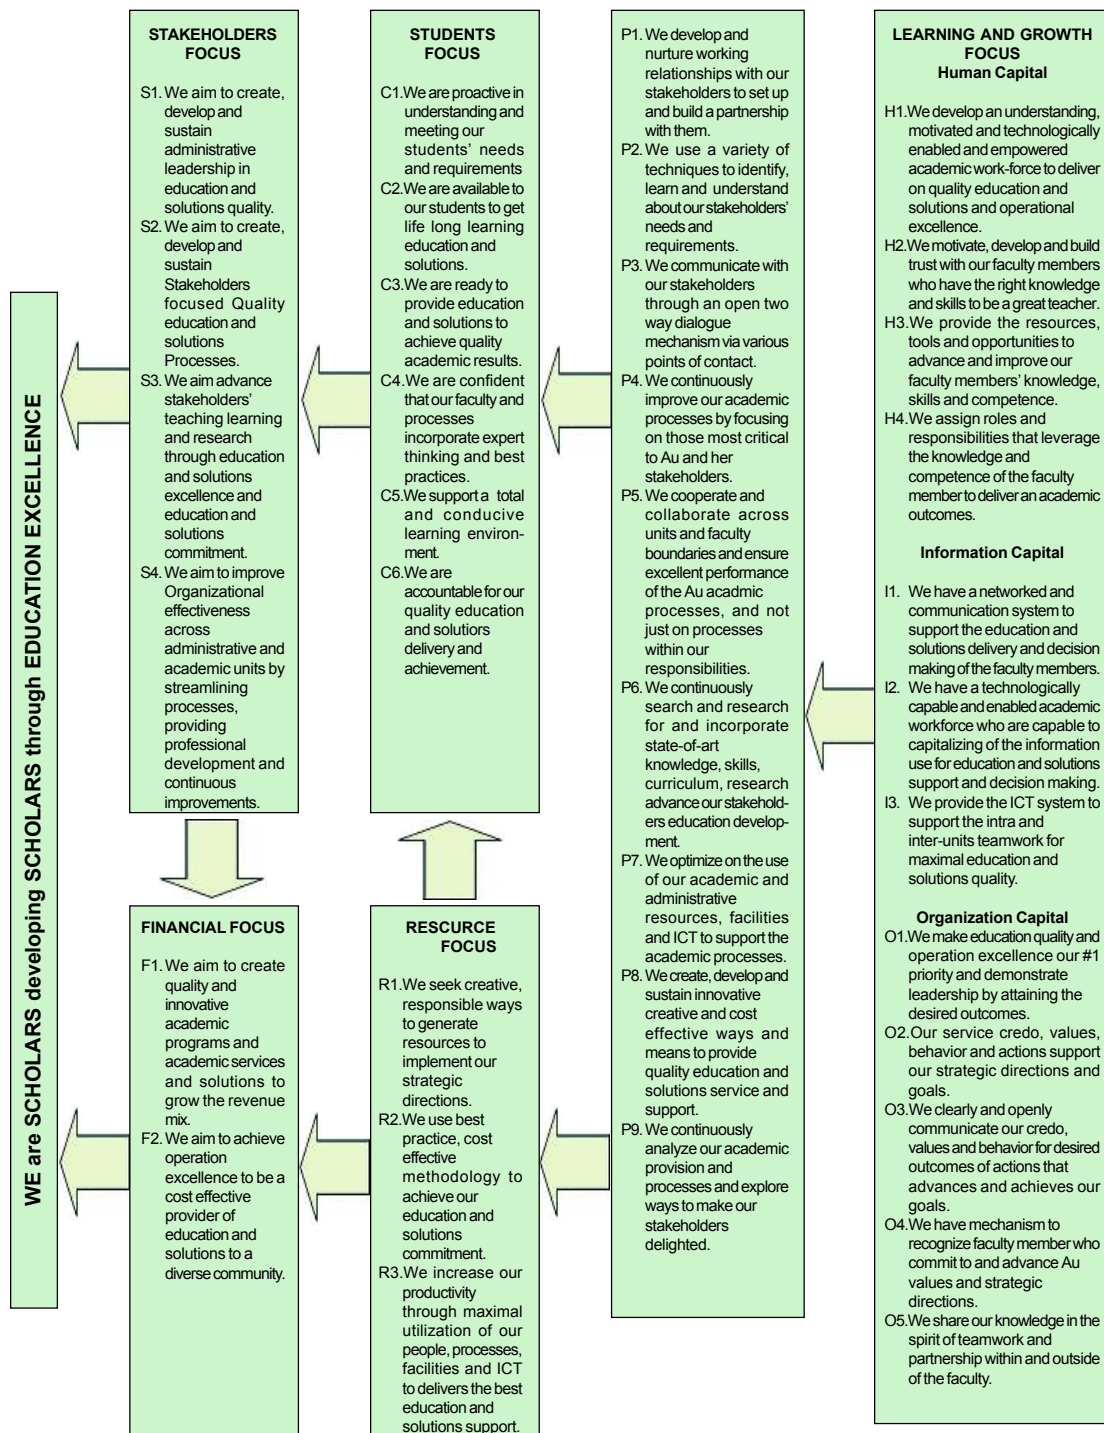 WE are SCHOLARS developing SCHOLARS through EDUCATION EXCELLENCE
STAKEHOLDERS
FOCUS
S1. We aim to create,
develop and
sustain
administrative
leadership in
education and
solutions quality.
S2. We aim to create,
develop and
sustain
Stakeholders
focused Quality
education and
solutions
Processes.
S3. We aim advance
stakeholders'
teaching learning
and research
through education
and solutions
excellence and
education and
solutions
commitment.
S4. We aim to improve
Organizational
effectiveness
across
administrative and
academic units by
streamlining
processes,
providing
professional
development and
continuous
improvements.
FINANCIAL FOCUS
F1. We aim to create
quality and
innovative
academic
programs and
academic services
and solutions to
grow the revenue
mix.
F2. We aim to achieve
operation
excellence to be a
cost effective
provider of
education and
solutions to a
diverse community.
STUDENTS
FOCUS
C1.We are proactive in
understanding and
meeting our
students' needs
and requirements
C2.We are available to
our students to get
life long learning
education and
solutions.
C3.We are ready to
provide education
and solutions to
achieve quality
academic results.
C4.We are confident
that our faculty and
processes
incorporate expert
thinking and best
practices.
C5.We support a total
and conducive
learning environ-
ment.
C6.We are
accountable for our
quality education
and solutiors
delivery and
achievement.
RESCURCE
FOCUS
R1.We seek creative,
responsible ways
to generate
resources to
implement our
strategic
directions.
R2.We use best
practice, cost
effective
methodology to
achieve our
education and
solutions
commitment.
R3.We increase our
productivity
through maximal
utilization of our
people, processes,
facilities and ICT
to delivers the best
education and
solutions support.
P1. We develop and
nurture working
relationships with our
stakeholders to set up
and build a partnership
with them.
P2. We use a variety of
techniques to identify,
learn and understand
about our stakeholders'
needs and
requirements.
P3. We communicate with
our stakeholders
through an open two
way dialogue
mechanism via various
points of contact.
P4. We continuously
improve our academic
processes by focusing
on those most critical
to Au and her
stakeholders.
P5. We cooperate and
collaborate across
units and faculty
boundaries and ensure
excellent performance
of the Au acadmic
processes, and not
just on processes
within our
responsibilities.
P6. We continuously
search and research
for and incorporate
state-of-art
knowledge, skills,
curriculum, research
advance our stakehold-
ers education develop-
ment.
P7. We optimize on the use
of our academic and
administrative
resources, facilities
and ICT to support the
academic processes.
P8. We create, develop and
sustain innovative
creative and cost
effective ways and
means to provide
quality education and
solutions service and
support.
P9. We continuously
analyze our academic
provision and
processes and explore
ways to make our
stakeholders
delighted.
LEARNING AND GROWTH
FOCUS
Human Capital
H1.We develop an understanding,
motivated and technologically
enabled and empowered
academic work-force to deliver
on quality education and
solutions and operational
excellence.
H2.We motivate, develop and build
trust with our faculty members
who have the right knowledge
and skills to be a great teacher.
H3.We provide the resources,
tools and opportunities to
advance and improve our
faculty members' knowledge,
skills and competence.
H4.We assign roles and
responsibilities that leverage
the knowledge and
competence of the faculty
member to deliver an academic
outcomes.
Information Capital
I1. We have a networked and
communication system to
support the education and
solutions delivery and decision
making of the faculty members.
I2. We have a technologically
capable and enabled academic
workforce who are capable to
capitalizing of the information
use for education and solutions
support and decision making.
I3. We provide the ICT system to
support the intra and
inter-units teamwork for
maximal education and
solutions quality.
Organization Capital
O1.We make education quality and
operation excellence our #1
priority and demonstrate
leadership by attaining the
desired outcomes.
O2.Our service credo, values,
behavior and actions support
our strategic directions and
goals.
O3.We clearly and openly
communicate our credo,
values and behavior for desired
outcomes of actions that
advances and achieves our
goals.
O4.We have mechanism to
recognize faculty member who
commit to and advance Au
values and strategic
directions.
O5.We share our knowledge in the
spirit of teamwork and
partnership within and outside
of the faculty.